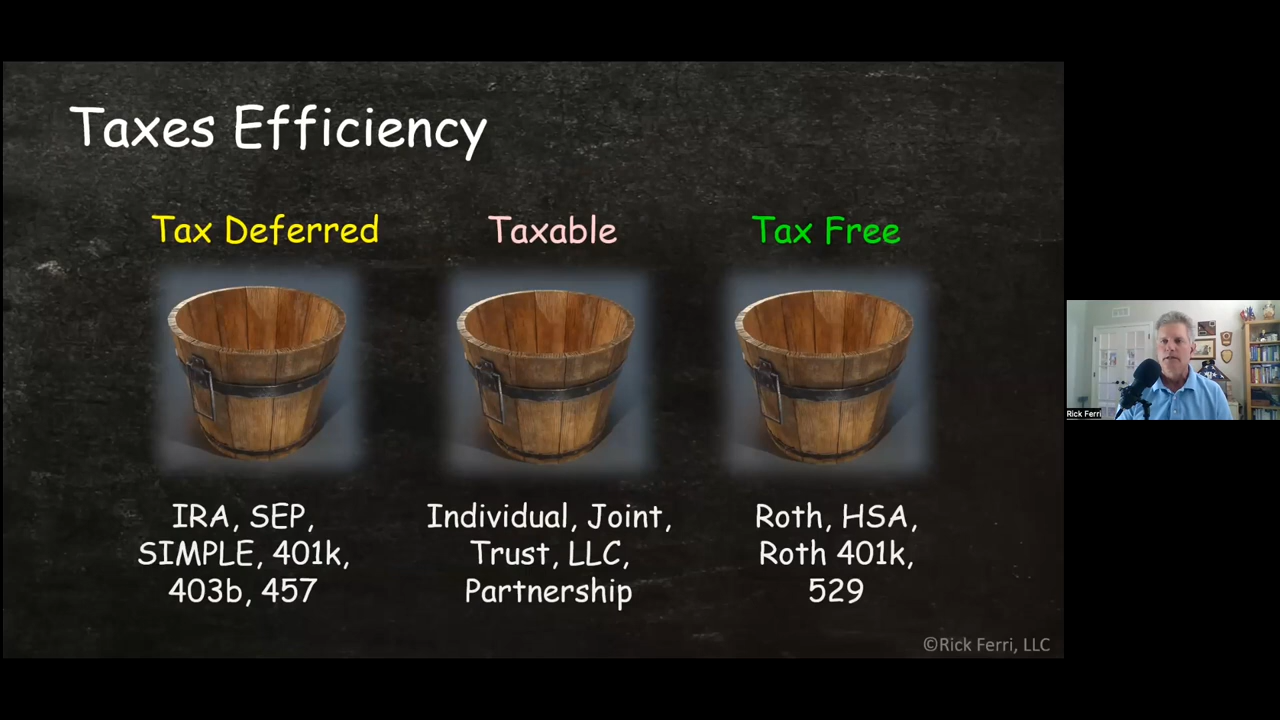 Taxes Efficiency
Tax Deferred
Taxable
Tax Free
IRA, SEP,
SIMPLE, 401k,
403b, 457
Individual, Joint,
Trust, LLC,
Partnership
Roth, HSA,
Roth 401k,
529
©Rick Ferri, LLC
Rick Ferri